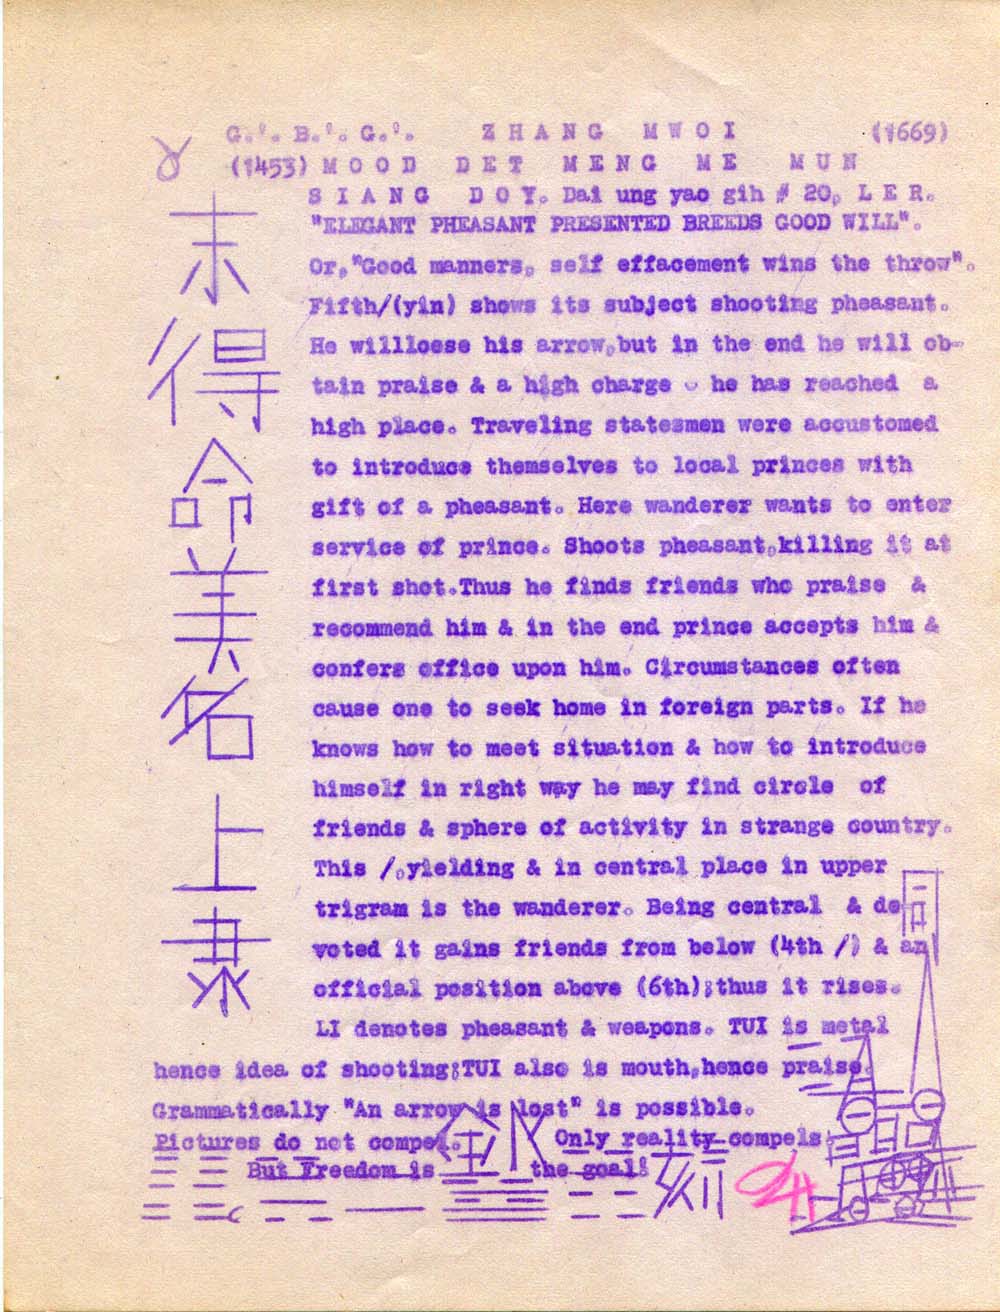 G.'. B.'. G.'. ZHANG MWOI (1669)
(1453) MOOD DET MENG ME MUN
SIANG DOY. Dai ung yao gih # 20, L E R.
"ELEGANT PHEASANT PRESENTED BREEDS GOOD WILL".
Or,"Good manners, self effacement wins the throw".
Fifth/(yin) shows its subject shooting pheasant.
He willloese his arrow,but in the end he will ob-
tain praise & a high charge - he has reached a
high place. Traveling statesmen were accustomed
to introduce themselves to local princes with
gift of a pheasant. Here wanderer wants to enter
service of prince. Shoots pheasant,killing it at
first shot.Thus he finds friends who praise &
recommend him & in the end prince accepts him &
confers office upon him. Circumstances often
cause one to seek home in foreign parts. If he
knows how to meet situation & how to introduce
himself in right way he may find circle of
friends & sphere of activity in strange country.
This /,yielding & in central place in upper
trigram is the wanderer. Being central & de
voted it gains friends from below (4th /) & an
official position above (6th);thus it rises.
LI denotes pheasant & weapons. TUI is metal
hence idea of shooting;TUI also is mouth,hence praise.
Grammatically "An arrow is lost" is possible.
Pictures do not compel. Only reality compels!
But Freedom is the goal!
未
得
命
美
名
上